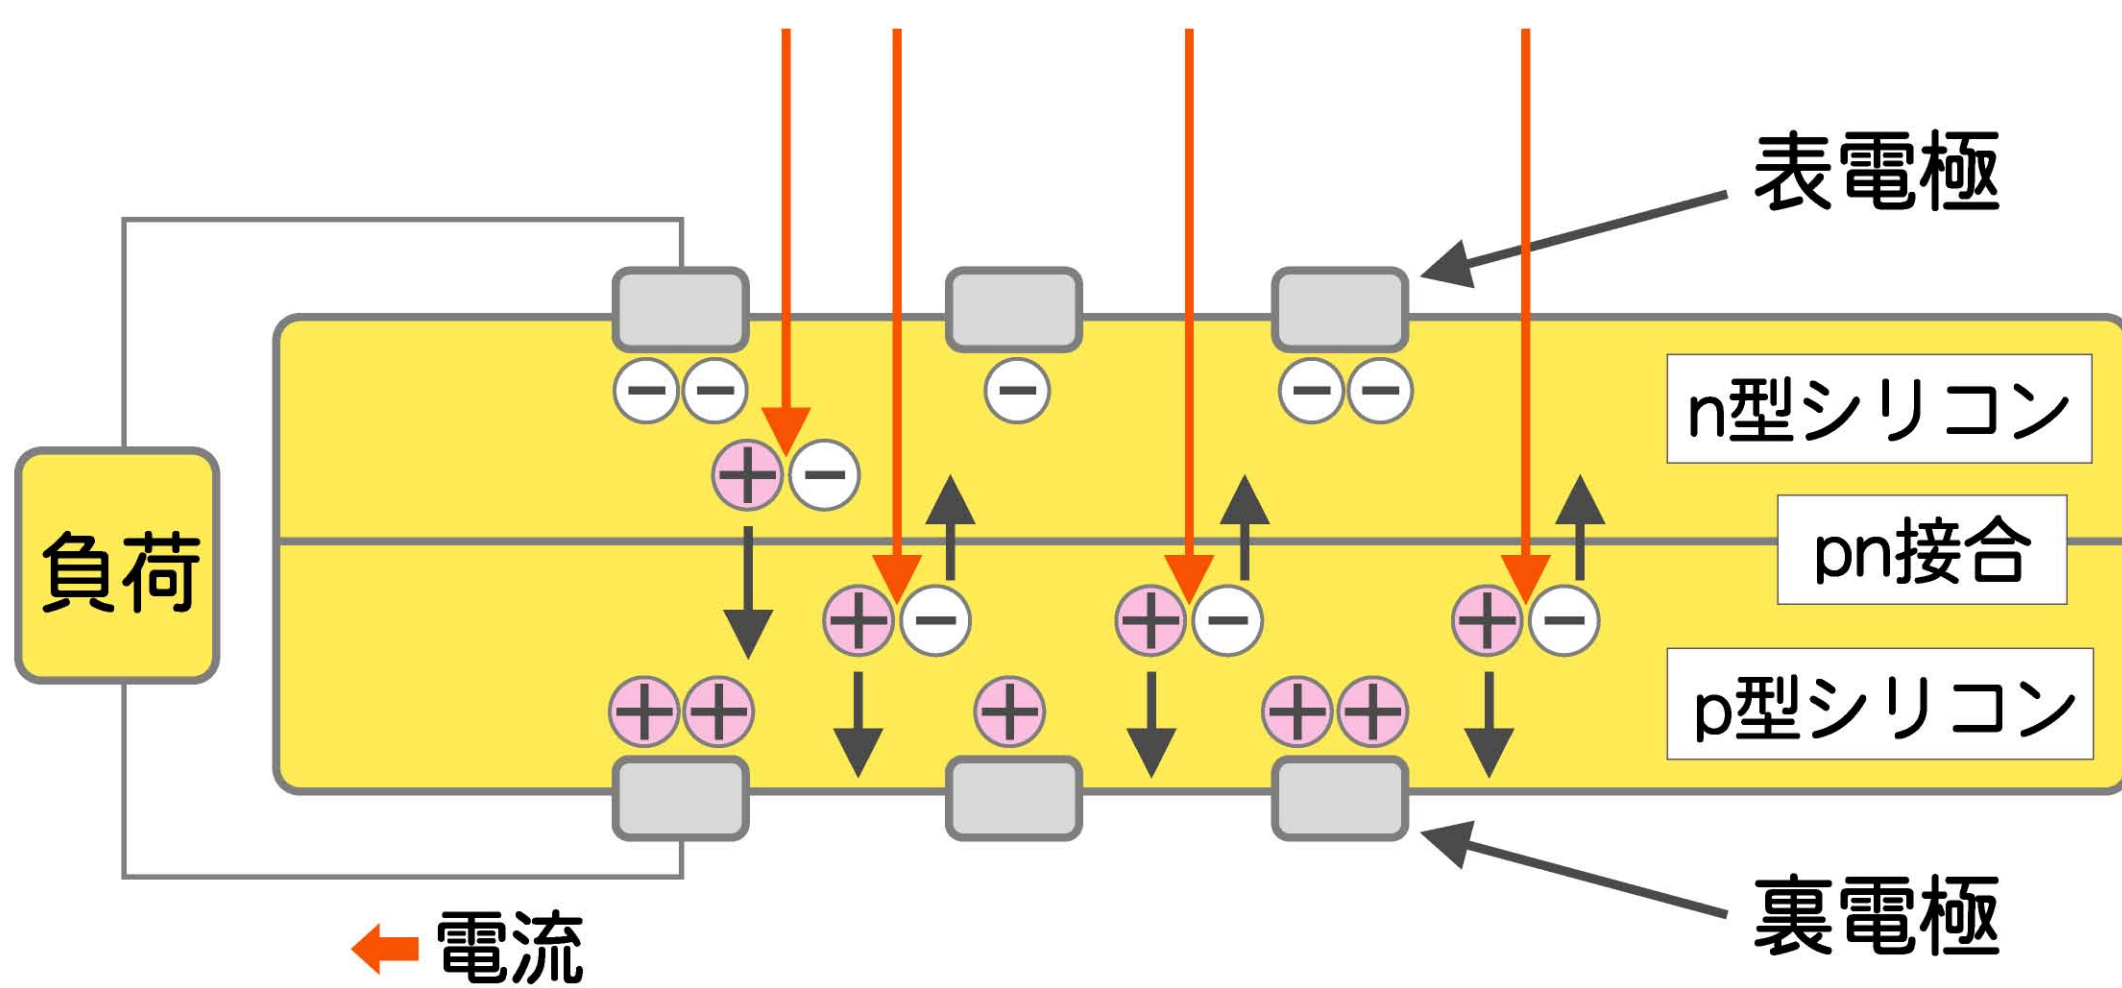 表電極
n型シリコン
pn接合
負荷
p型シリコン
裏電極
電流